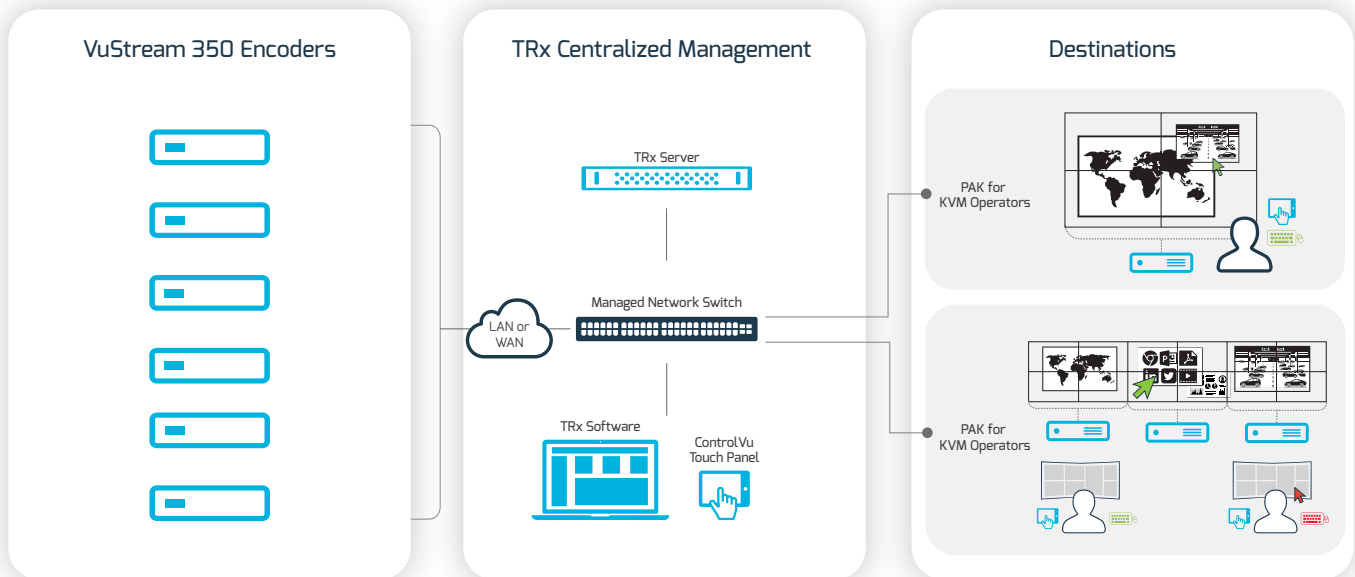 VuStream 350 Encoders
TRx Centralized Management
TRx Server
LAN or
WAN
Managed Network Switch
TRx Software
ControlVu
Touch Panel
Destinations
PAK for
KVM Operators
PAK for
KVM Operators